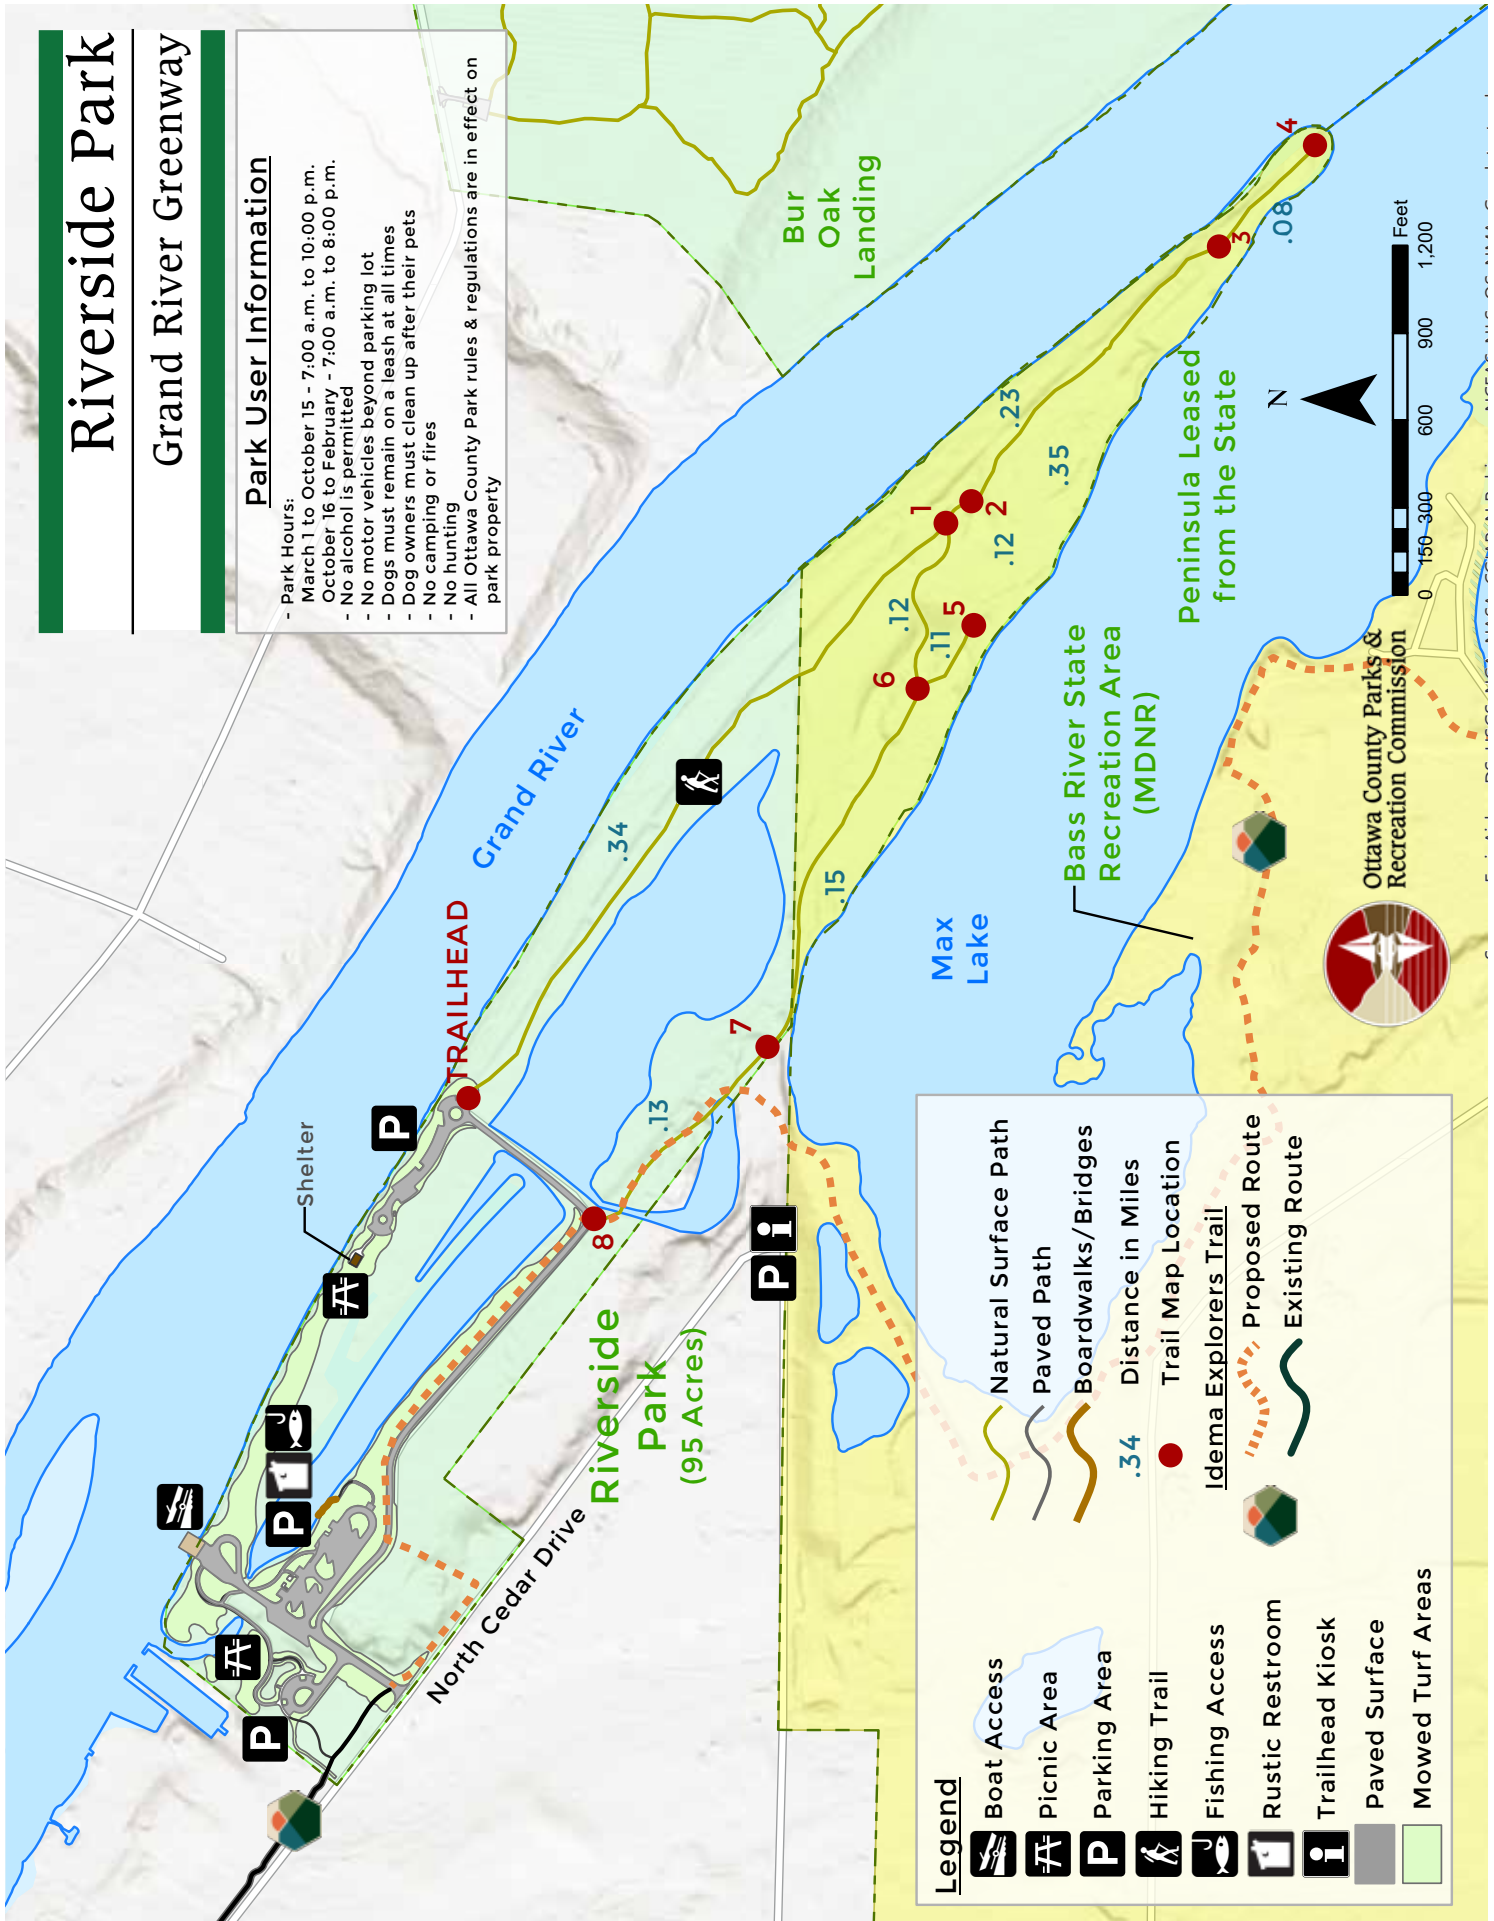 Riverside Park
Grand River Greenway
Park User Information
- Park Hours:
March 1 to October 15 - 7:00 a.m. to 10:00 p.m.
October 16 to February - 7:00 a.m. to 8:00 p.m.
- No alcohol is permitted
- No motor vehicles beyond parking lot
- Dogs must remain on a leash at all times
- Dog owners must clean up after their pets
- No camping or fires
- No hunting
- All Ottawa County Park rules & regulations are in effect on
park property
Bur
Oak
Landing
Grand River
TRAILHEAD
Shelter
P
P
P
P
i
.34
.23
.08
.35
.12
.12
.11
.15
.13
1
2
3
4
5
6
7
8
Riverside
Park
(95 Acres)
North Cedar Drive
Max
Lake
Peninsula Leased
from the State
Bass River State
Recreation Area
(MDNR)
N
0 150 300 600 900 1,200
Feet
Ottawa County Parks &
Recreation Commission
Legend
Boat Access
Picnic Area
P Parking Area
Hiking Trail
Fishing Access
Rustic Restroom
i Trailhead Kiosk
Paved Surface
Mowed Turf Areas
Natural Surface Path
Paved Path
Boardwalks/Bridges
.34 Distance in Miles
Trail Map Location
Idema Explorers Trail
Proposed Route
Existing Route